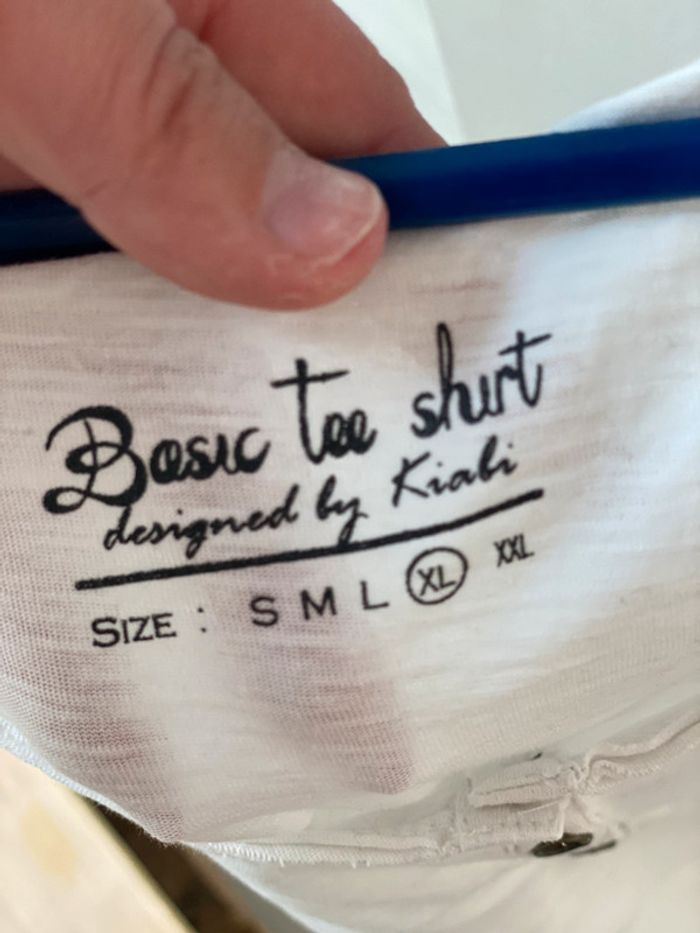 Basic tee shirt
designed by Kiabi
SIZE : S M L XL XXL